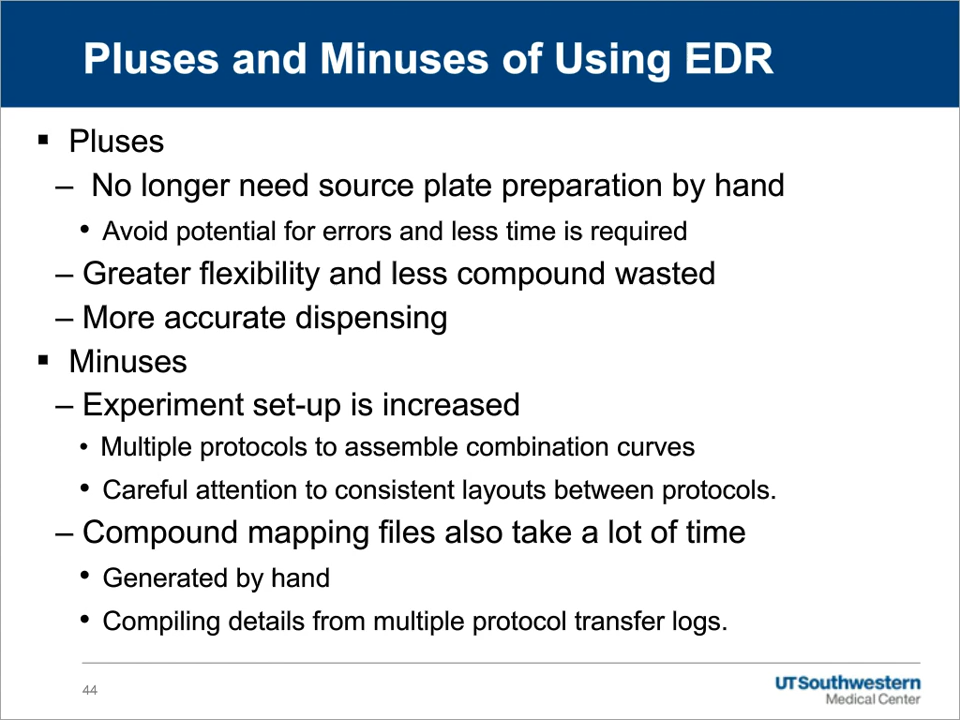 Pluses and Minuses of Using EDR
▪ Pluses
– No longer need source plate preparation by hand
• Avoid potential for errors and less time is required
– Greater flexibility and less compound wasted
– More accurate dispensing
▪ Minuses
– Experiment set-up is increased
• Multiple protocols to assemble combination curves
• Careful attention to consistent layouts between protocols.
– Compound mapping files also take a lot of time
• Generated by hand
• Compiling details from multiple protocol transfer logs.
44
UTSouthwestern
Medical Center